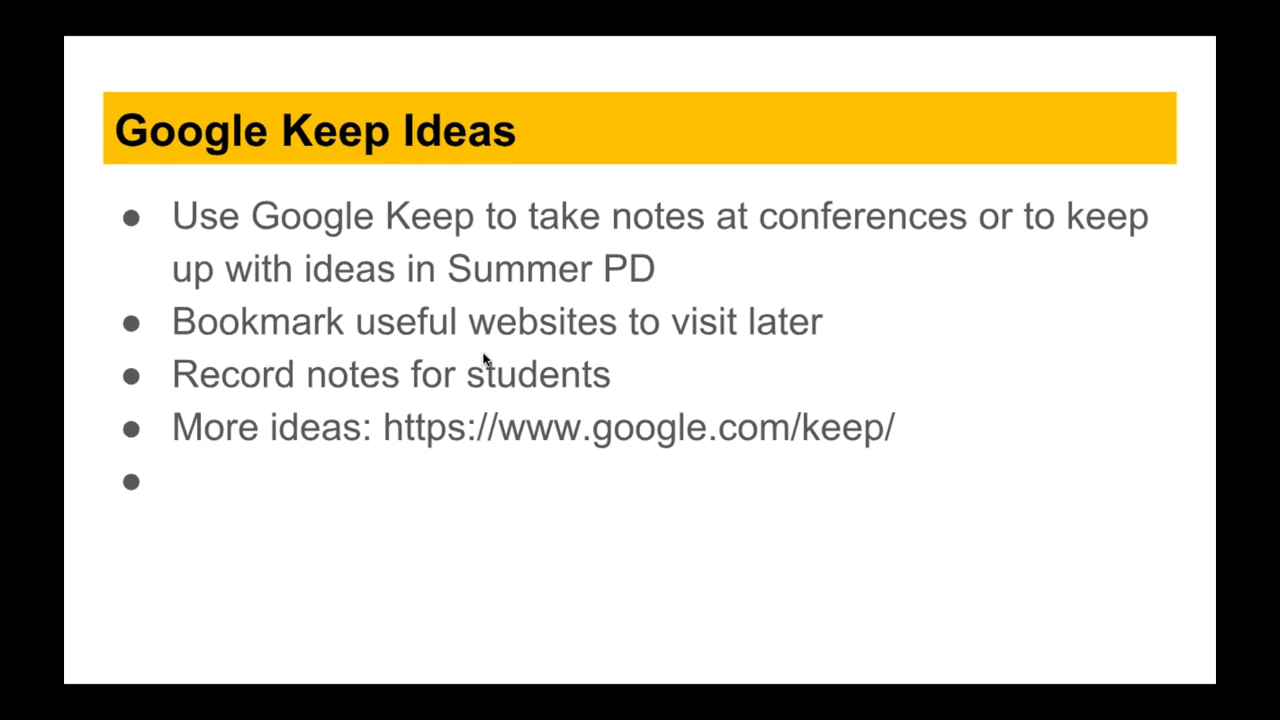 Google Keep Ideas
● Use Google Keep to take notes at conferences or to keep
up with ideas in Summer PD
● Bookmark useful websites to visit later
● Record notes for students
● More ideas: https://www.google.com/keep/
●